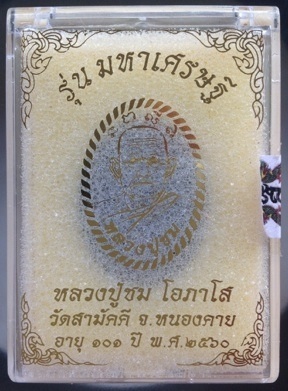 รุ่น มหาเศรษฐี
๒๘๑
หลวงปู่ชม
หลวงปู่ชม โอภาโส
วัดสามัคคี จ.หนองคาย
อายุ ๑๐๑ ปี พ.ศ.๒๕๖๐